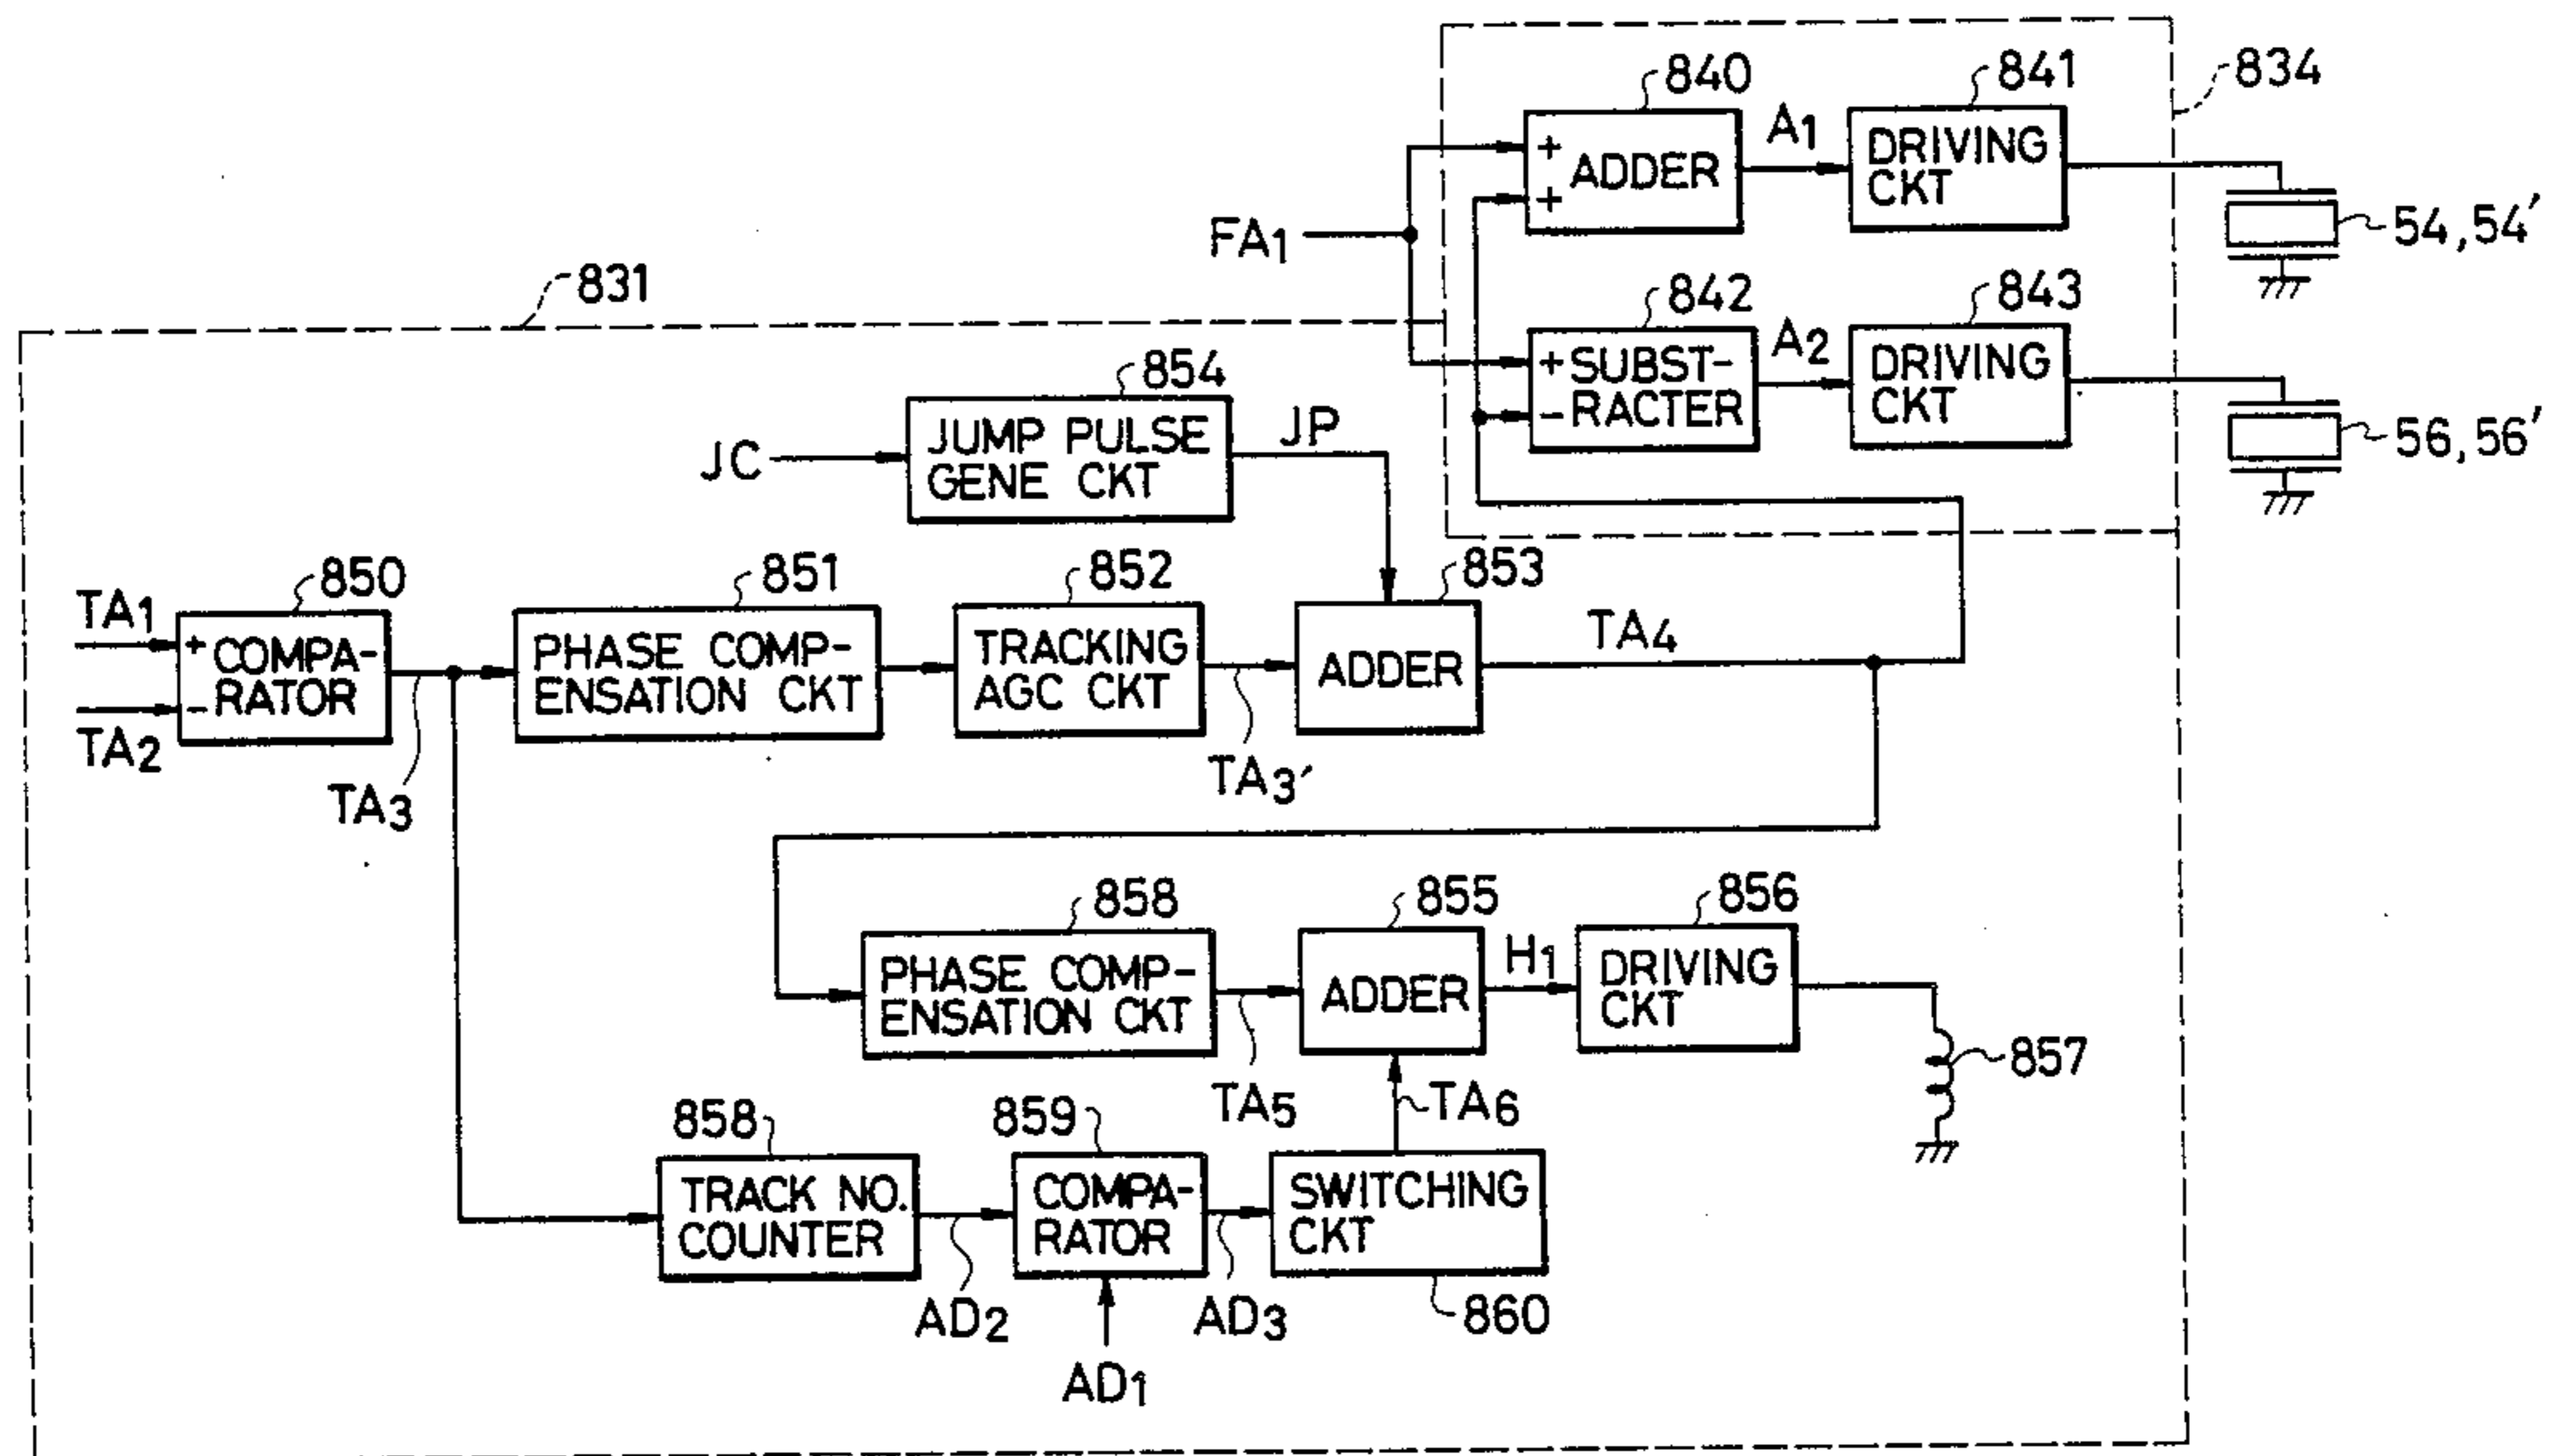 840
841
834
A1
+
ADDER
+
DRIVING
CKT
54, 54′
FA1
831
842
843
A2
+ SUBST-
- RACTER
DRIVING
CKT
56, 56′
854
JC
JUMP PULSE
GENE CKT
JP
850
851
852
853
TA1
+
COMPA-
RATOR
-
TA2
TA3
PHASE COMP-
ENSATION CKT
TRACKING
AGC CKT
TA3′
ADDER
TA4
858
855
856
PHASE COMP-
ENSATION CKT
TA5
ADDER
H1
DRIVING
CKT
857
TA6
858
859
TRACK NO.
COUNTER
AD2
COMPA-
RATOR
AD3
SWITCHING
CKT
860
AD1